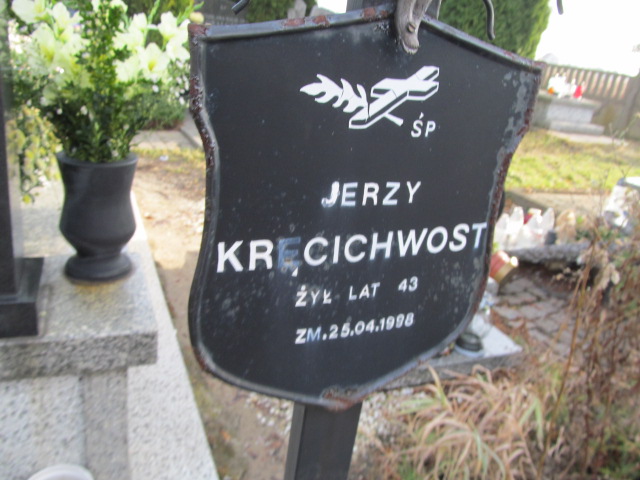 ŚP
JERZY
KRĘCICHWOST
ŻYŁ LAT 43
ZM.25.04.1998